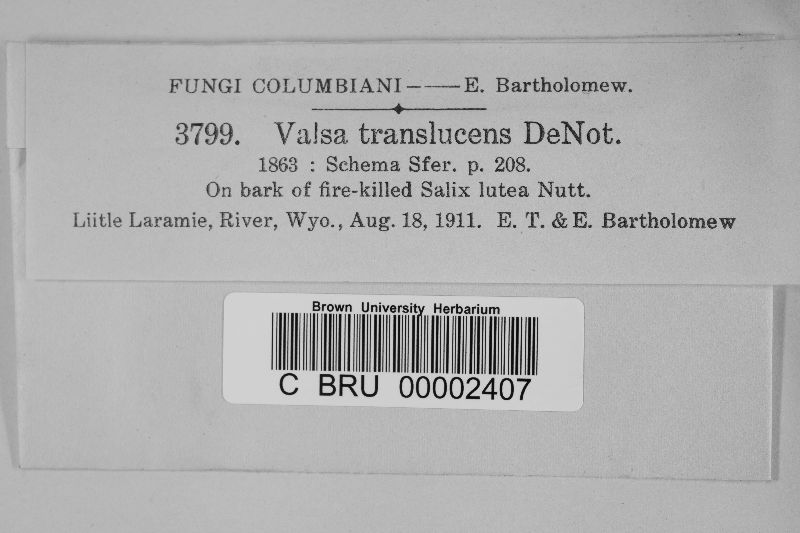 FUNGI COLUMBIANI — — E. Bartholomew.
3799. Valsa translucens DeNot.
1863 : Schema Sfer. p. 208.
On bark of fire-killed Salix lutea Nutt.
Liitle Laramie, River, Wyo., Aug. 18, 1911. E. T. & E. Bartholomew
Brown University Herbarium
C BRU 00002407